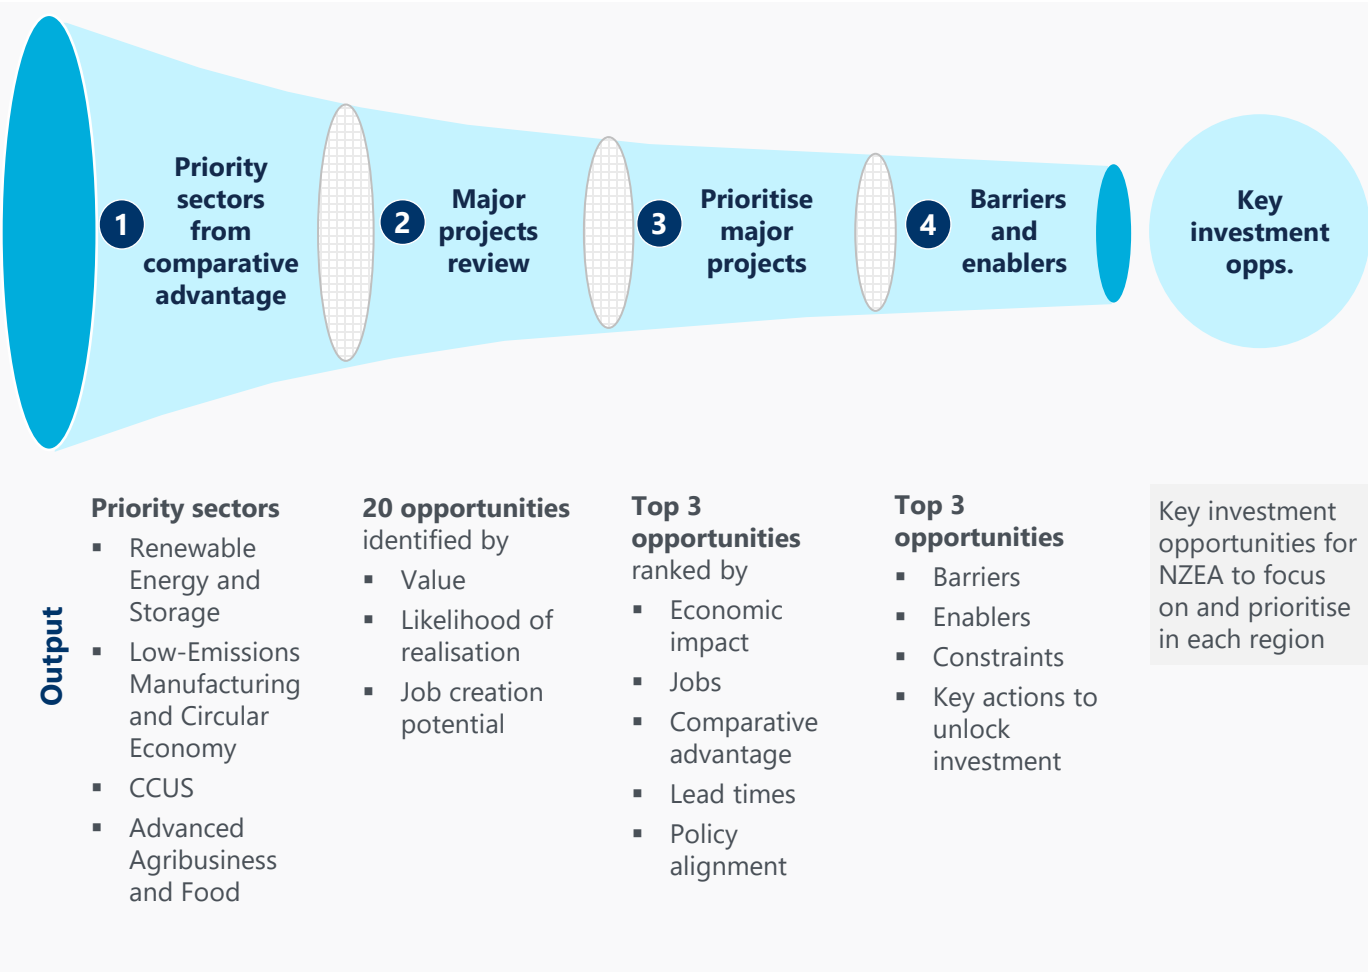 1
Priority
sectors
from
comparative
advantage
2
Major
projects
review
3
Prioritise
major
projects
4
Barriers
and
enablers
Key
investment
opps.
Output
Priority sectors
▪ Renewable
Energy and
Storage
▪ Low-Emissions
Manufacturing
and Circular
Economy
▪ CCUS
▪ Advanced
Agribusiness
and Food
20 opportunities
identified by
▪ Value
▪ Likelihood of
realisation
▪ Job creation
potential
Top 3
opportunities
ranked by
▪ Economic
impact
▪ Jobs
▪ Comparative
advantage
▪ Lead times
▪ Policy
alignment
Top 3
opportunities
▪ Barriers
▪ Enablers
▪ Constraints
▪ Key actions to
unlock
investment
Key investment
opportunities for
NZEA to focus
on and prioritise
in each region